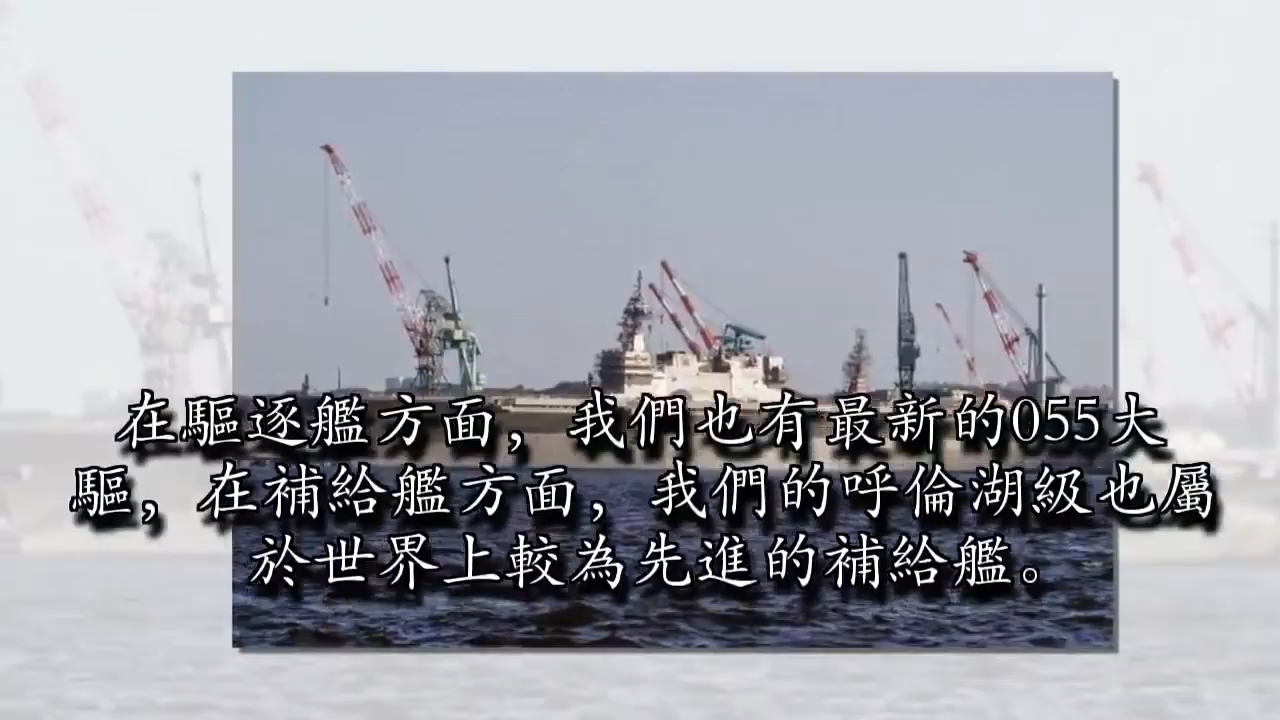 在驅逐艦方面，我們也有最新的055大
驅，在補給艦方面，我們的呼倫湖級也屬
於世界上較為先進的補給艦。